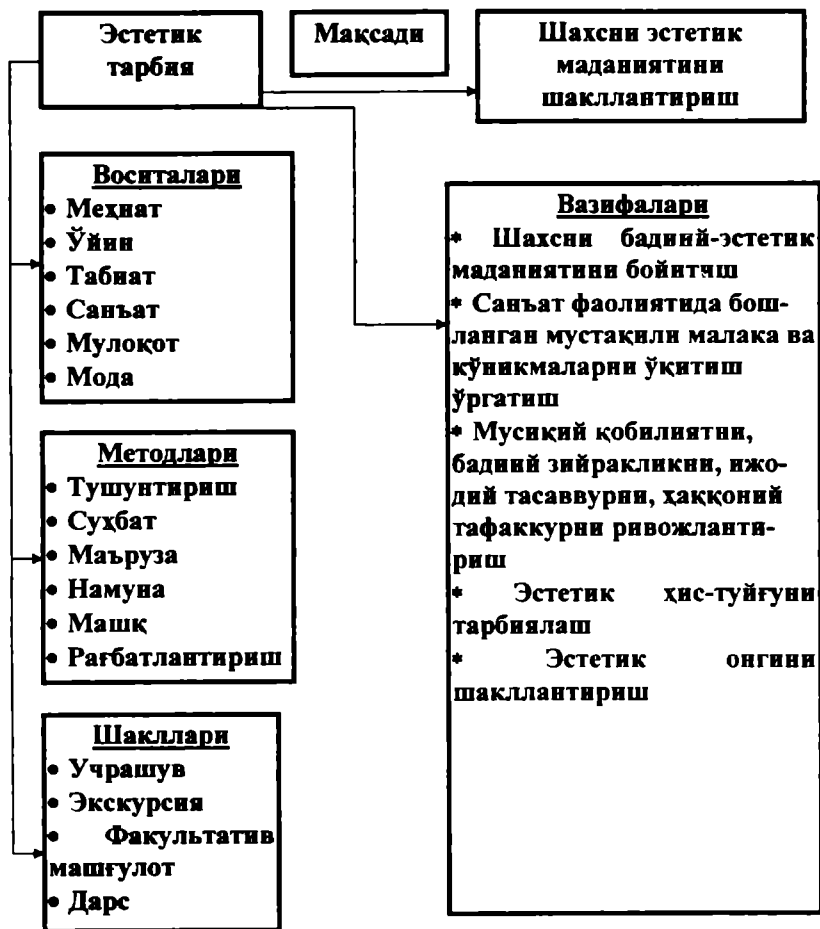 Эстетик
тарбия
Мақсади
Шахсни эстетик
маданиятини
шакллантириш
Воситалари
• Меҳнат
• Ўйин
• Табиат
• Санъат
• Мулоқот
• Мода
Методлари
• Тушунтириш
• Суҳбат
• Маъруза
• Намуна
• Машқ
• Рағбатлантириш
Шакллари
• Учрашув
• Экскурсия
• Факультатив
машғулот
• Дарс
Вазифалари
* Шахсни бадиий-эстетик
маданиятини бойитиш
* Санъат фаолиятида бош-
ланган мустақили малака ва
кўникмаларни ўқитиш
ўргатиш
* Мусиқий қобилиятни,
бадиий зийракликни, ижо-
дий тасаввурни, ҳаққоний
тафаккурни ривожланти-
риш
* Эстетик ҳис-туйғуни
тарбиялаш
* Эстетик онгини
шакллантириш